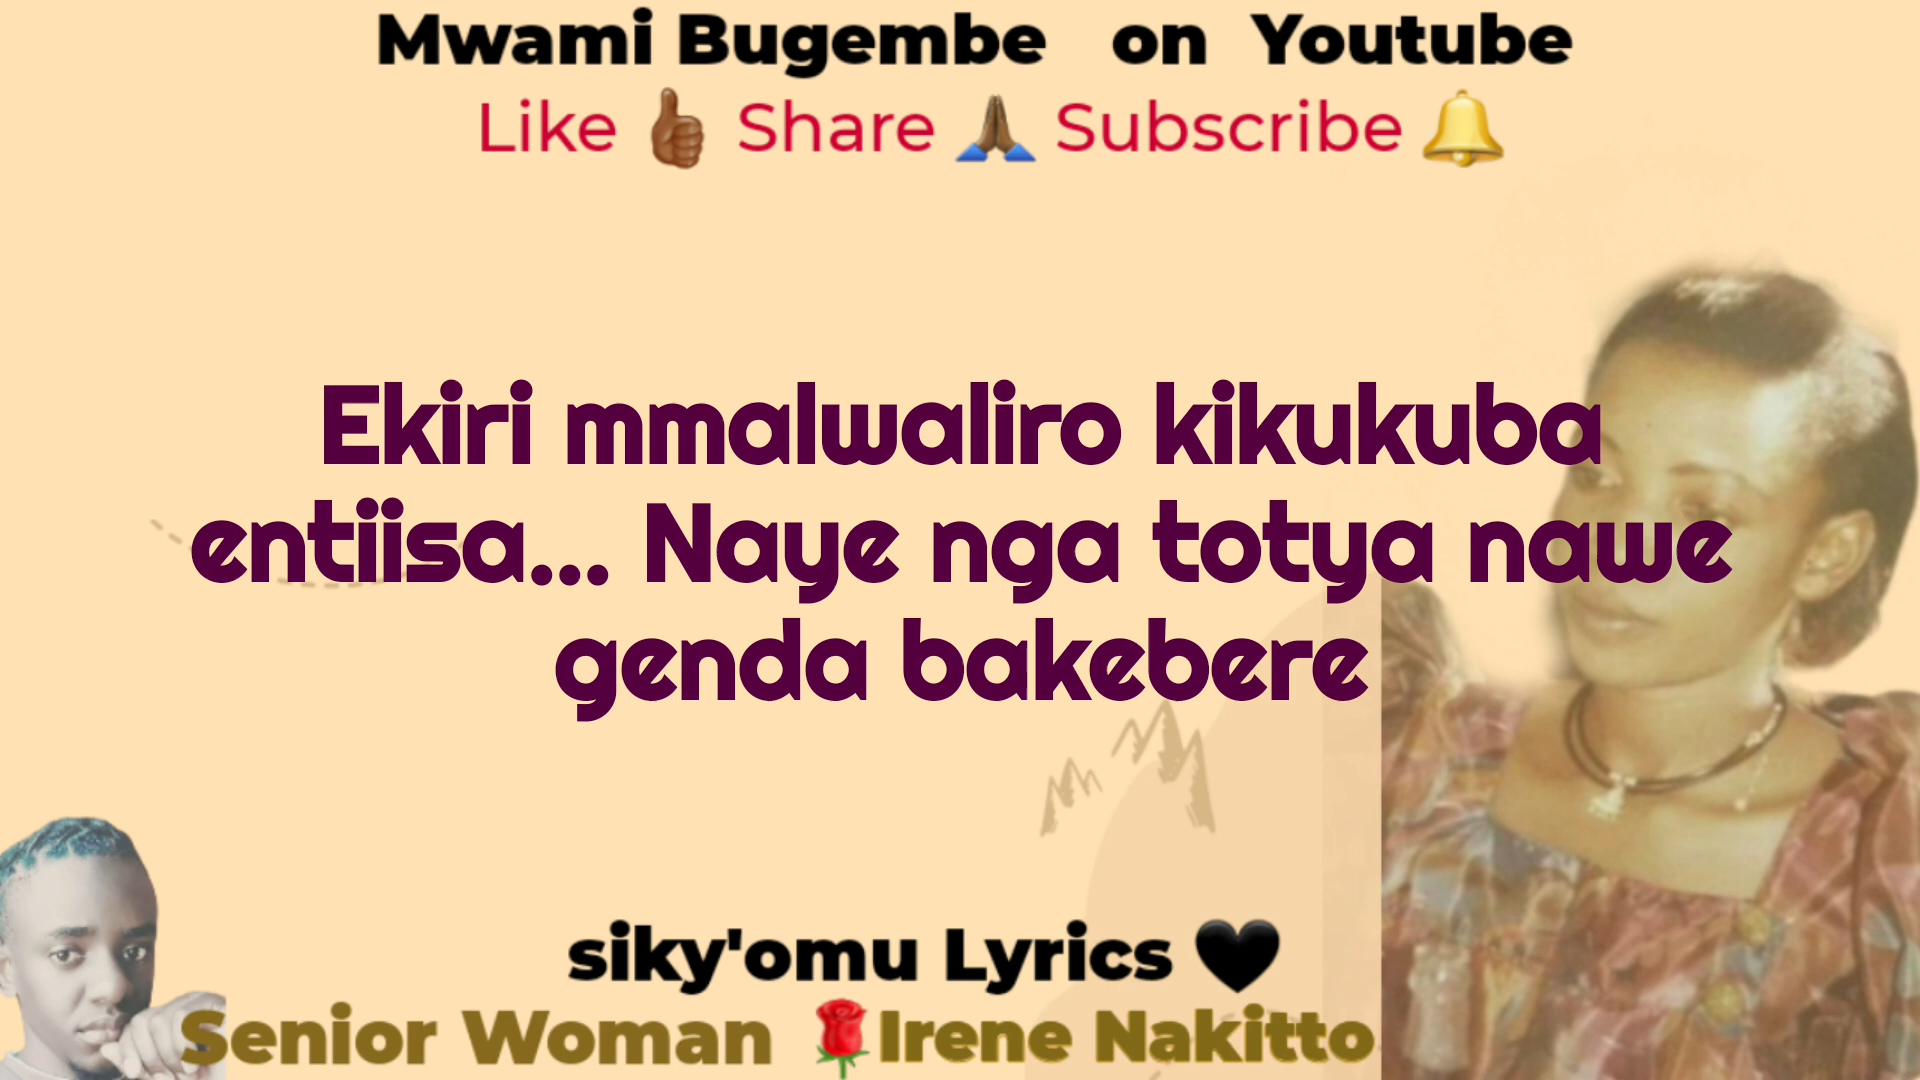 Mwami Bugembe on Youtube
Like 👍🏾 Share 🙏🏾 Subscribe 🔔
Ekiri mmalwaliro kikukuba
entiisa... Naye nga totya nawe
genda bakebere
siky'omu Lyrics 🖤
Senior Woman 🌹Irene Nakitto